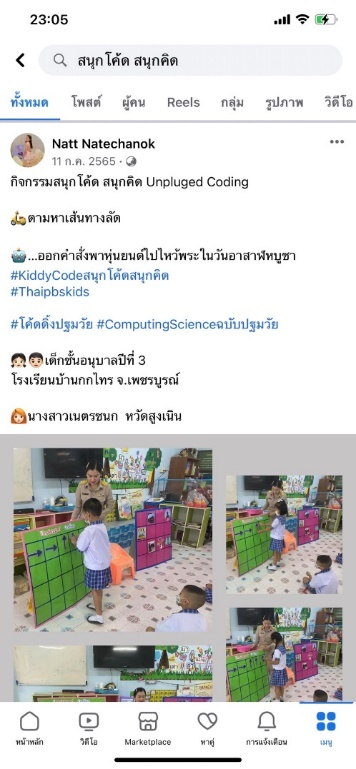 23:05
สนุกโค้ด สนุกคิด
ทั้งหมด โพสต์ ผู้คน Reels กลุ่ม รูปภาพ วิดีโอ
Natt Natechanok
11 ก.ค. 2565 ·
กิจกรรมสนุกโค้ด สนุกคิด Unpluged Coding
🛵ตามหาเส้นทางลัด
🤖...ออกคำสั่งพาหุ่นยนต์ไปไหว้พระในวันอาสาฬหบูชา
#KiddyCodeสนุกโค้ดสนุกคิด
#Thaipbskids
#โค้ดดิ้งปฐมวัย #ComputingScienceฉบับปฐมวัย
👧👦เด็กชั้นอนุบาลปีที่ 3
โรงเรียนบ้านกกไทร จ.เพชรบูรณ์
👩‍🦰นางสาวเนตรชนก หวัดสูงเนิน
หน้าหลัก วิดีโอ Marketplace หาคู่ การแจ้งเตือน เมนู